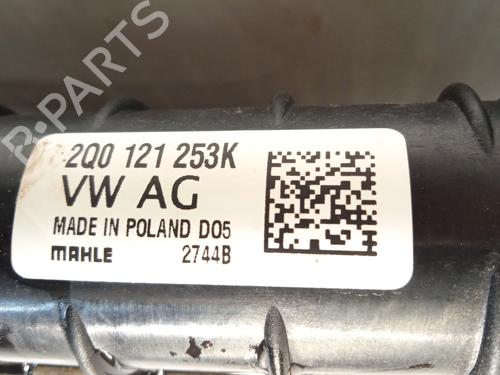 R-PARTS
2Q0 121 253K
VW AG
MADE IN POLAND D05
MAHLE 2744B